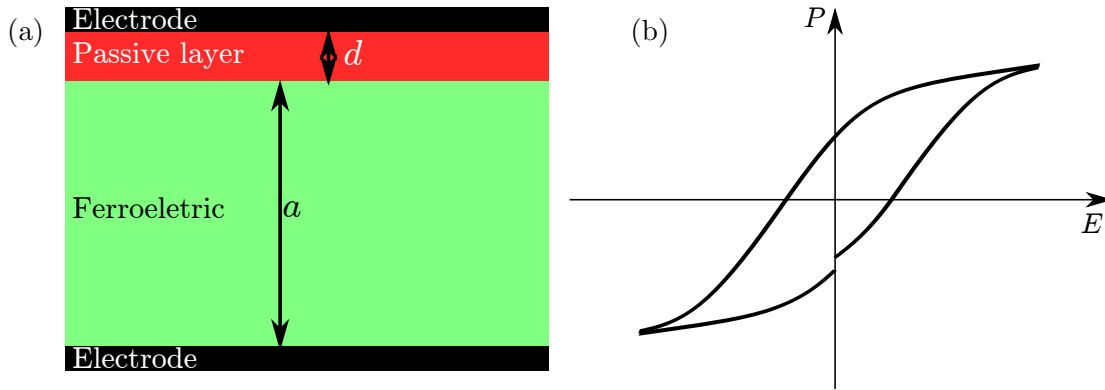 (a)
Electrode
Passive layer
d
Ferroeletric
a
Electrode
(b)
P
E